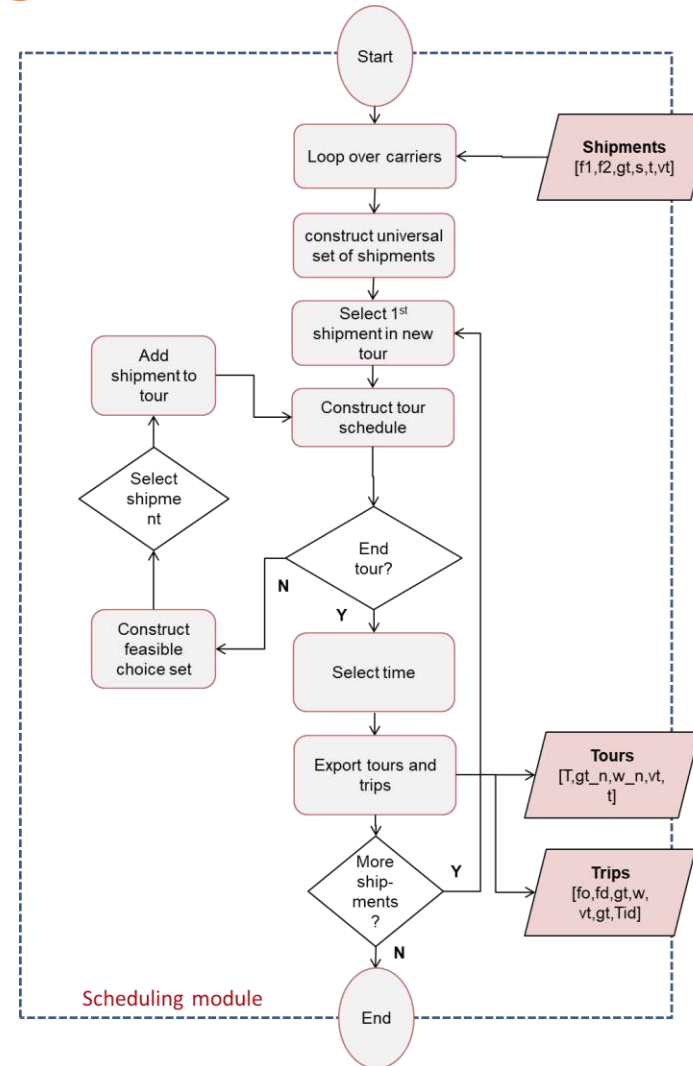 Start
Loop over carriers
Shipments
[f1,f2,gt,s,t,vt]
construct universal
set of shipments
Select 1st
shipment in new
tour
Add
shipment to
tour
Construct tour
schedule
Select
shipme
nt
End
tour?
N
Y
Construct
feasible
choice set
Select time
Export tours and
trips
Tours
[T,gt_n,w_n,vt,
t]
More
ship-
ments
?
Y
Trips
[fo,fd,gt,w,
vt,gt,Tid]
N
Scheduling module
End